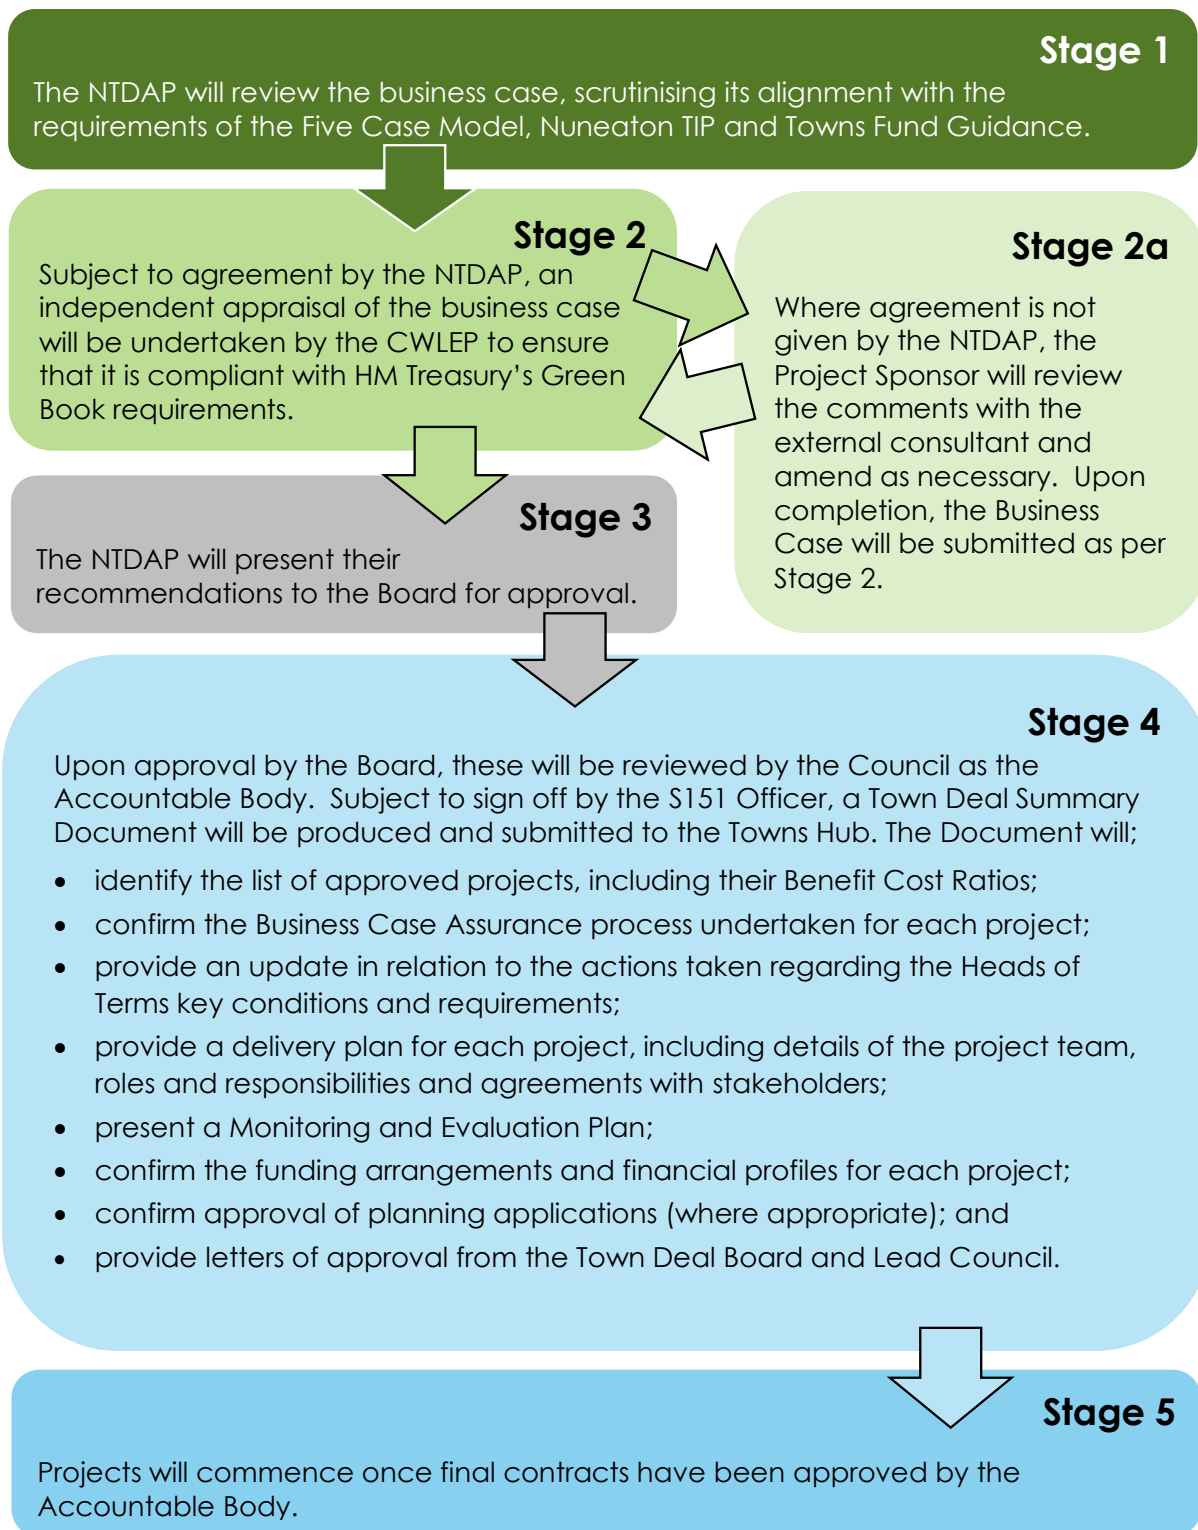 Stage 1
The NTDAP will review the business case, scrutinising its alignment with the
requirements of the Five Case Model, Nuneaton TIP and Towns Fund Guidance.
Stage 2
Subject to agreement by the NTDAP, an
independent appraisal of the business case
will be undertaken by the CWLEP to ensure
that it is compliant with HM Treasury’s Green
Book requirements.
Stage 2a
Where agreement is not
given by the NTDAP, the
Project Sponsor will review
the comments with the
external consultant and
amend as necessary.  Upon
completion, the Business
Case will be submitted as per
Stage 2.
Stage 3
The NTDAP will present their
recommendations to the Board for approval.
Stage 4
Upon approval by the Board, these will be reviewed by the Council as the
Accountable Body.  Subject to sign off by the S151 Officer, a Town Deal Summary
Document will be produced and submitted to the Towns Hub. The Document will;
• identify the list of approved projects, including their Benefit Cost Ratios;
• confirm the Business Case Assurance process undertaken for each project;
• provide an update in relation to the actions taken regarding the Heads of
Terms key conditions and requirements;
• provide a delivery plan for each project, including details of the project team,
roles and responsibilities and agreements with stakeholders;
• present a Monitoring and Evaluation Plan;
• confirm the funding arrangements and financial profiles for each project;
• confirm approval of planning applications (where appropriate); and
• provide letters of approval from the Town Deal Board and Lead Council.
Stage 5
Projects will commence once final contracts have been approved by the
Accountable Body.